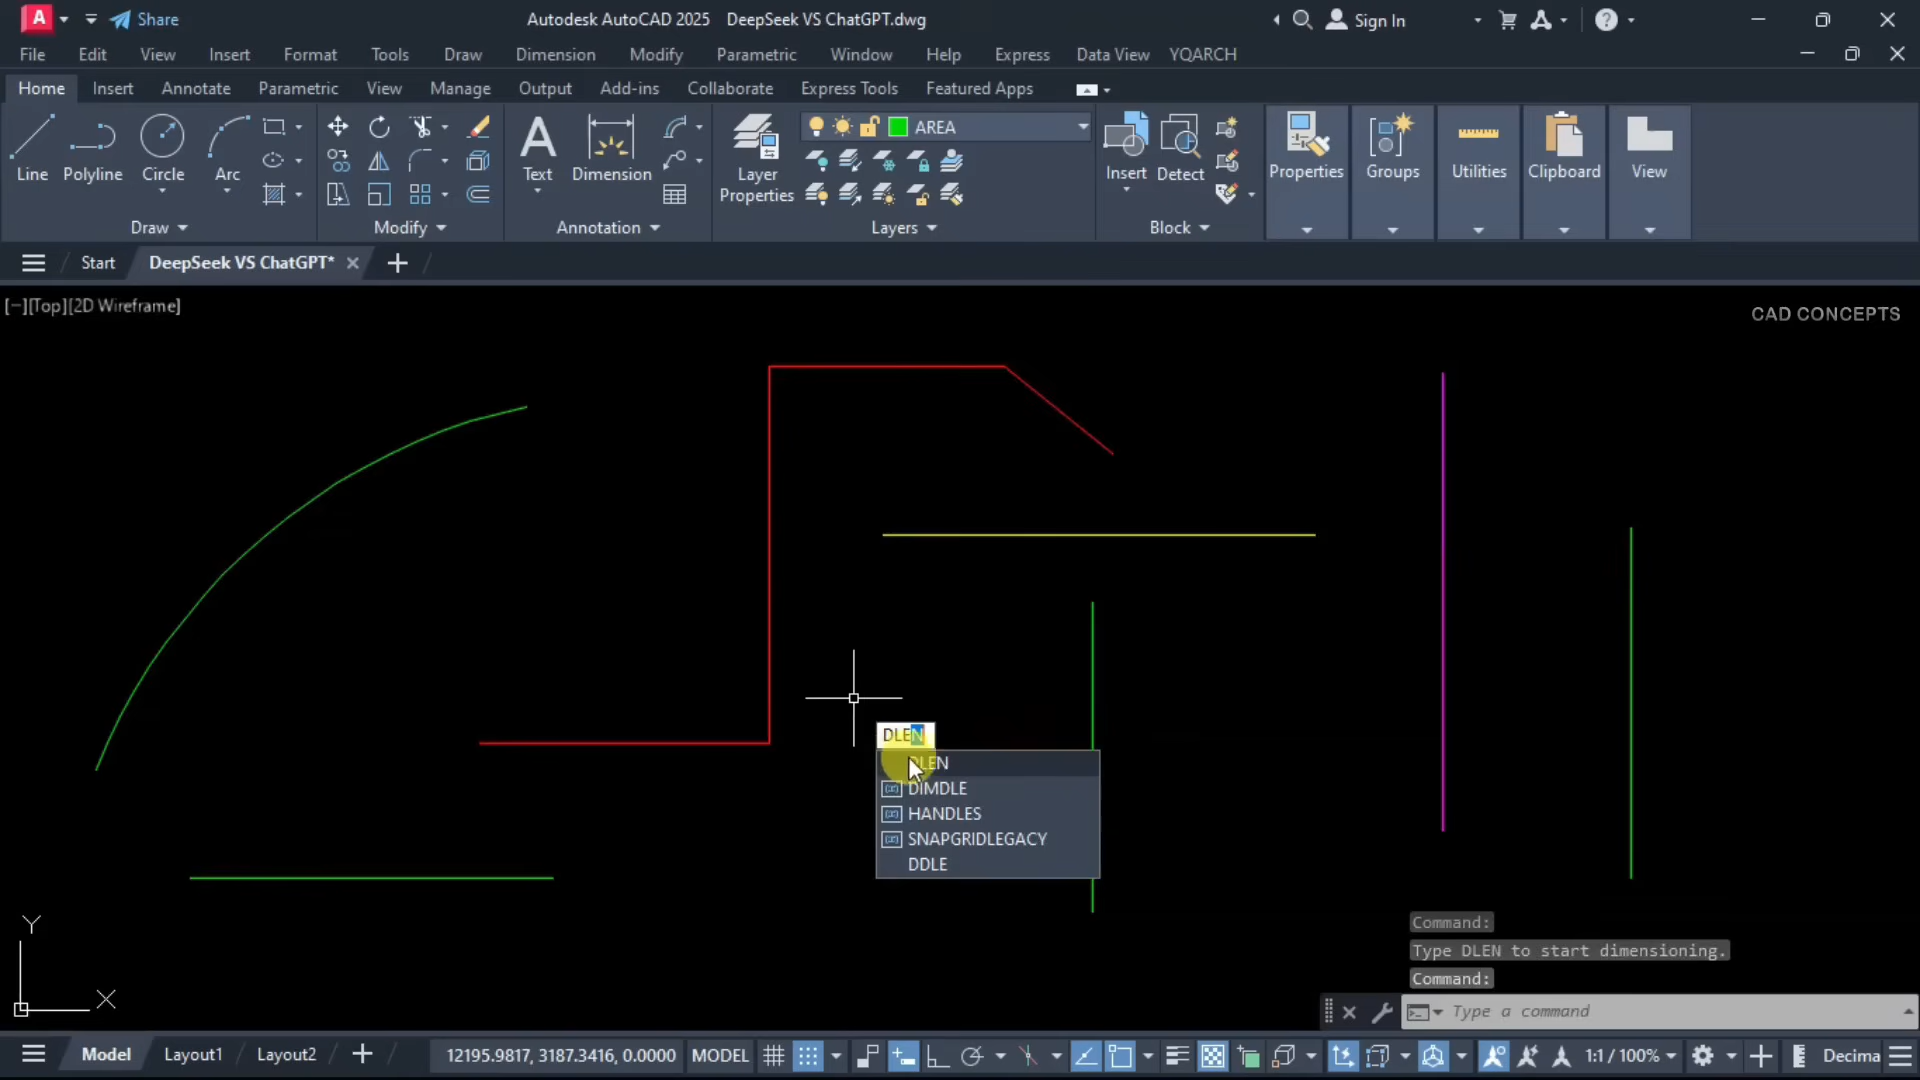 A Share Autodesk AutoCAD 2025 DeepSeek VS ChatGPT.dwg Sign In
File Edit View Insert Format Tools Draw Dimension Modify Parametric Window Help Express Data View YQARCH
Home Insert Annotate Parametric View Manage Output Add-ins Collaborate Express Tools Featured Apps
AREA
Line Polyline Circle Arc Text Dimension Layer Properties Insert Detect Properties Groups Utilities Clipboard View
Draw Modify Annotation Layers Block
Start DeepSeek VS ChatGPT*
[−][Top][2D Wireframe]
CAD CONCEPTS
DLEN
DLEN
DIMDLE
HANDLES
SNAPGRIDLEGACY
DDLE
Y
X
Command:
Type DLEN to start dimensioning.
Command:
Type a command
Model Layout1 Layout2 12195.9817, 3187.3416, 0.0000 MODEL 1:1 / 100% Decima